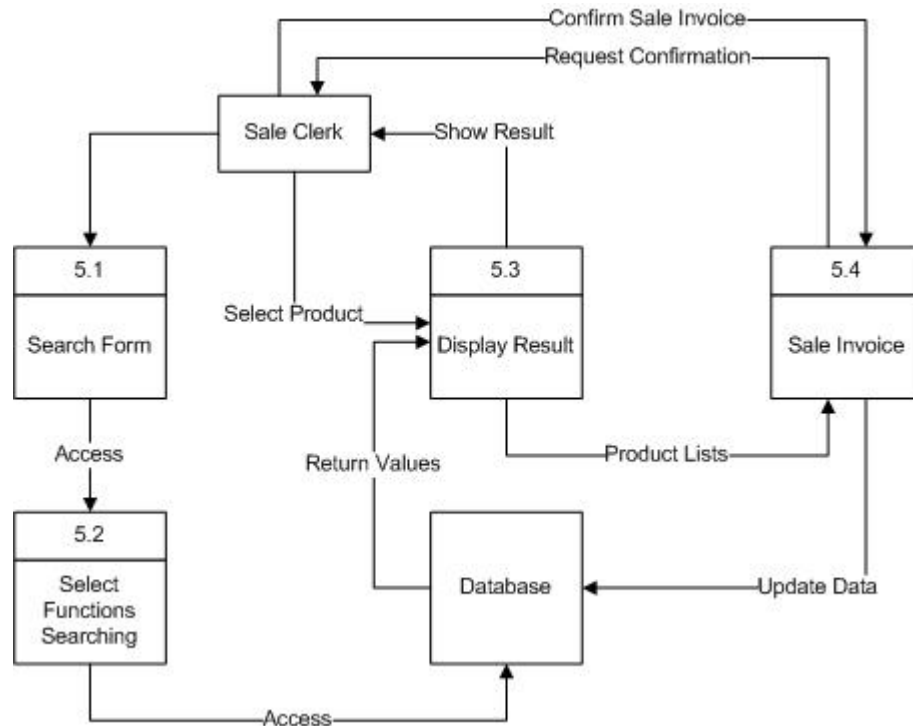 Confirm Sale Invoice
Request Confirmation
Sale Clerk
Show Result
5.1
5.3
5.4
Select Product
Search Form
Display Result
Sale Invoice
Access
Return Values
Product Lists
5.2
Select
Functions
Searching
Database
Update Data
Access